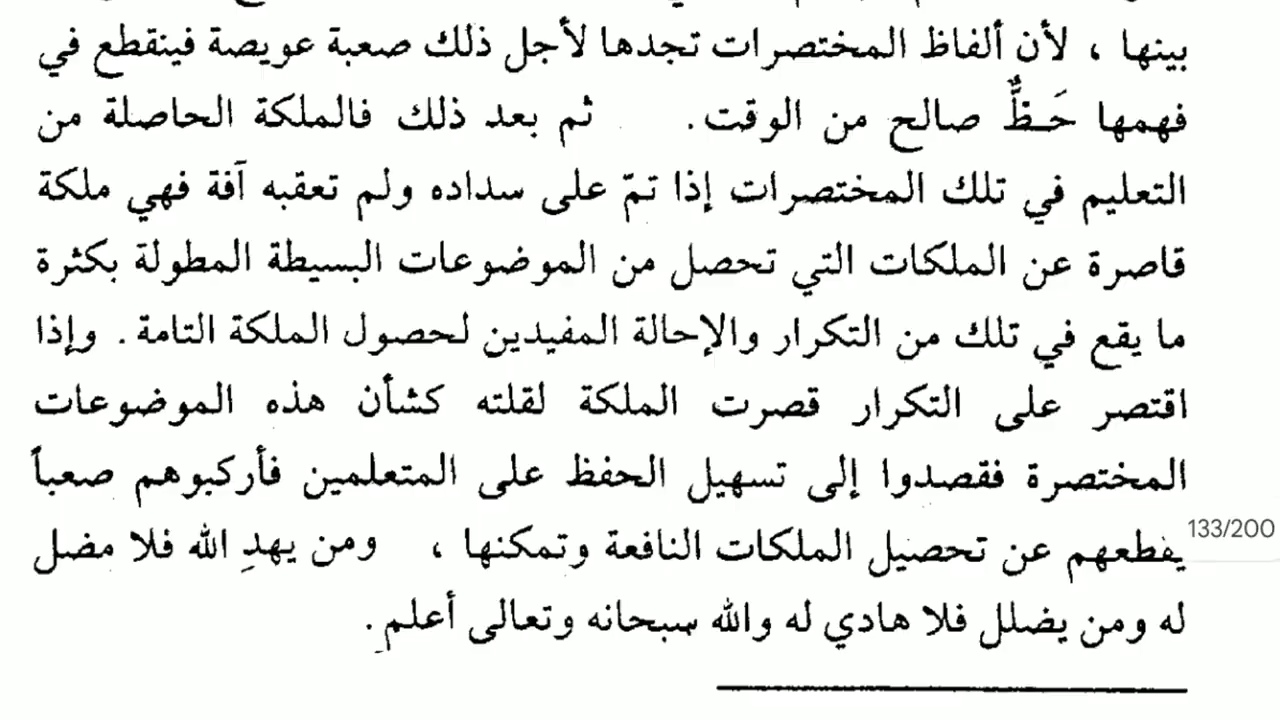 بينها ، لأن ألفاظ المختصرات تجدها لأجل ذلك صعبة عويصة فينقطع في
فهمها حَـظٌّ صالح من الوقت. ثم بعد ذلك فالملكة الحاصلة من
التعليم في تلك المختصرات إذا تمّ على سداده ولم تعقبه آفة فهي ملكة
قاصرة عن الملكات التي تحصل من الموضوعات البسيطة المطولة بكثرة
ما يقع في تلك من التكرار والإحالة المفيدين لحصول الملكة التامة. وإذا
اقتصر على التكرار قصرت الملكة لقلته كشأن هذه الموضوعات
المختصرة فقصدوا إلى تسهيل الحفظ على المتعلمين فأركبوهم صعباً
يقطعهم عن تحصيل الملكات النافعة وتمكنها ، ومن يهدِ الله فلا مضل
133/200
له ومن يضلل فلا هادي له والله سبحانه وتعالى أعلم.